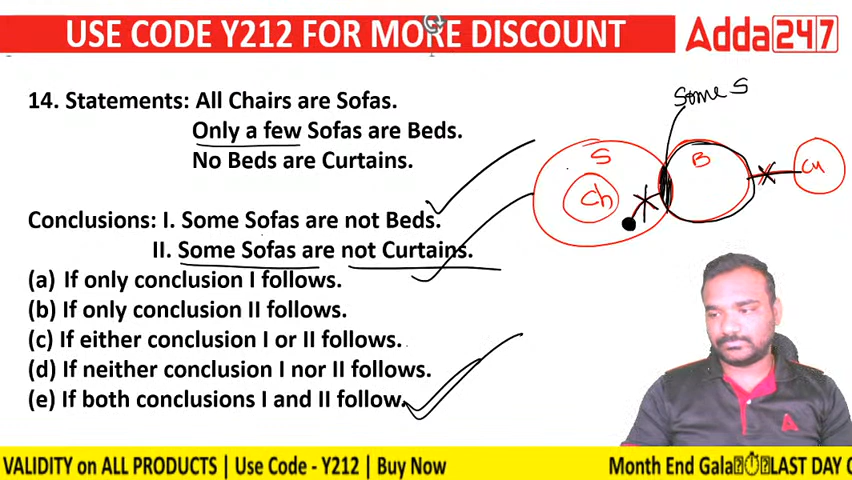 USE CODE Y212 FOR MORE DISCOUNT
Adda247
Some S
14. Statements: All Chairs are Sofas.
Only a few Sofas are Beds.
No Beds are Curtains.
S
B
Cu
Ch
Conclusions: I. Some Sofas are not Beds.
II. Some Sofas are not Curtains.
(a) If only conclusion I follows.
(b) If only conclusion II follows.
(c) If either conclusion I or II follows.
(d) If neither conclusion I nor II follows.
(e) If both conclusions I and II follow.
A
VALIDITY on ALL PRODUCTS | Use Code - Y212 | Buy Now
Month End Gala LAST DAY